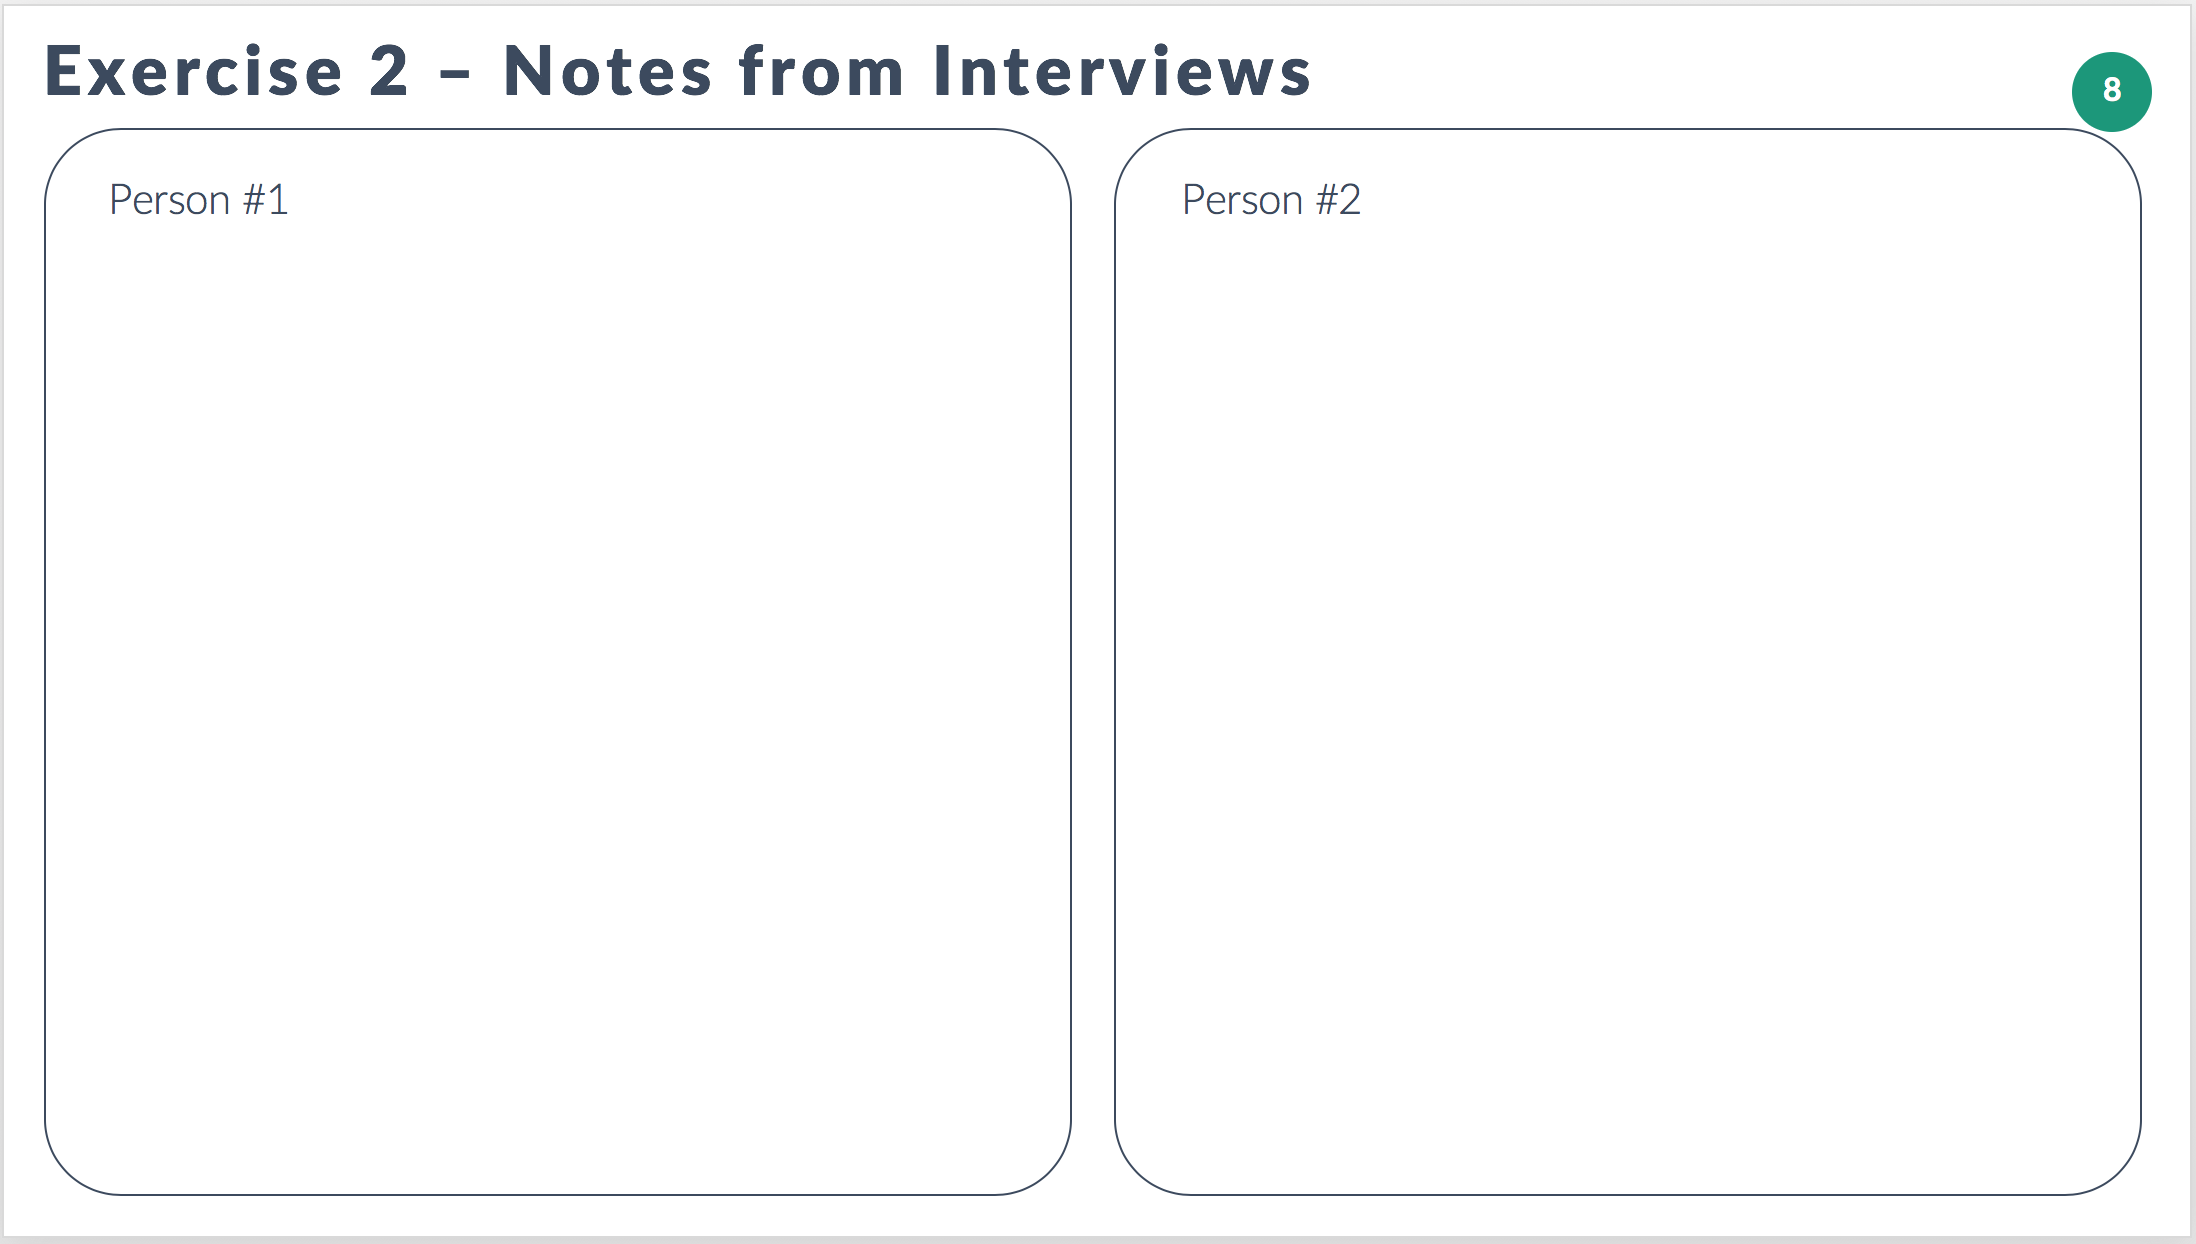 Exercise 2 – Notes from Interviews
8
Person #1
Person #2